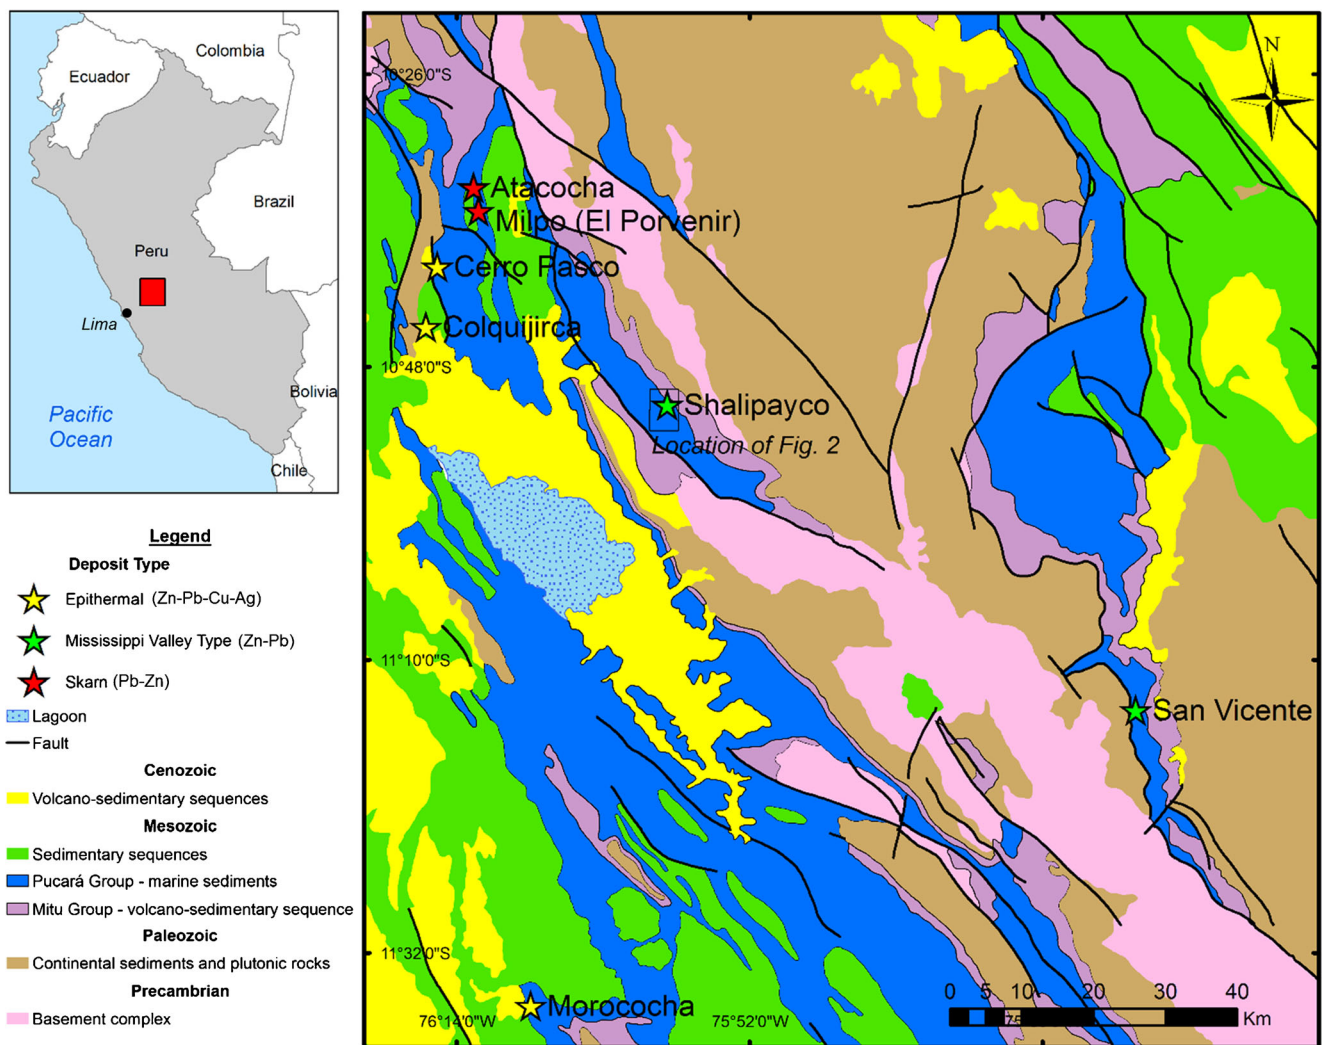 Colombia
Ecuador
Brazil
Peru
Lima
Bolivia
Pacific
Ocean
Chile
Legend
Deposit Type
Epithermal (Zn-Pb-Cu-Ag)
Mississippi Valley Type (Zn-Pb)
Skarn (Pb-Zn)
Lagoon
Fault
Cenozoic
Volcano-sedimentary sequences
Mesozoic
Sedimentary sequences
Pucará Group - marine sediments
Mitu Group - volcano-sedimentary sequence
Paleozoic
Continental sediments and plutonic rocks
Precambrian
Basement complex
N
10°26'0"S
Atacocha
Milpo (El Porvenir)
Cerro Pasco
Colquijirca
10°48'0"S
Shalipayco
Location of Fig. 2
11°10'0"S
San Vicente
11°32'0"S
Morococha
0 5 10 20 30 40
Km
76°14'0"W
75°52'0"W